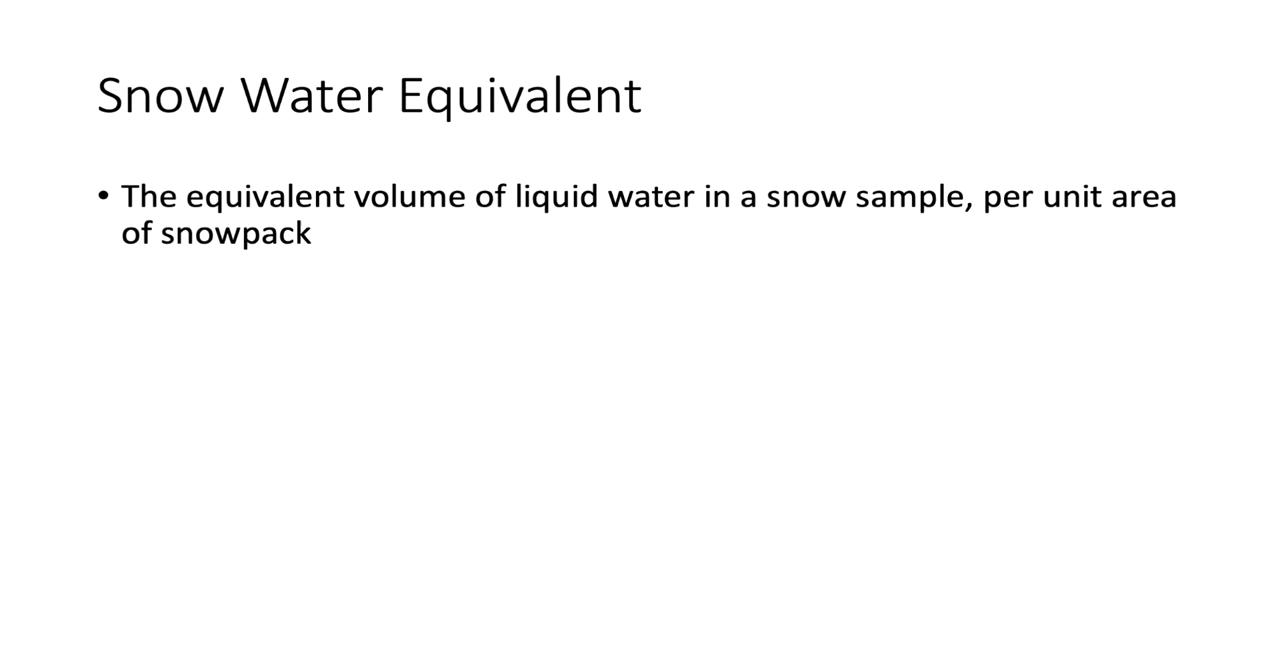 Snow Water Equivalent
• The equivalent volume of liquid water in a snow sample, per unit area
of snowpack